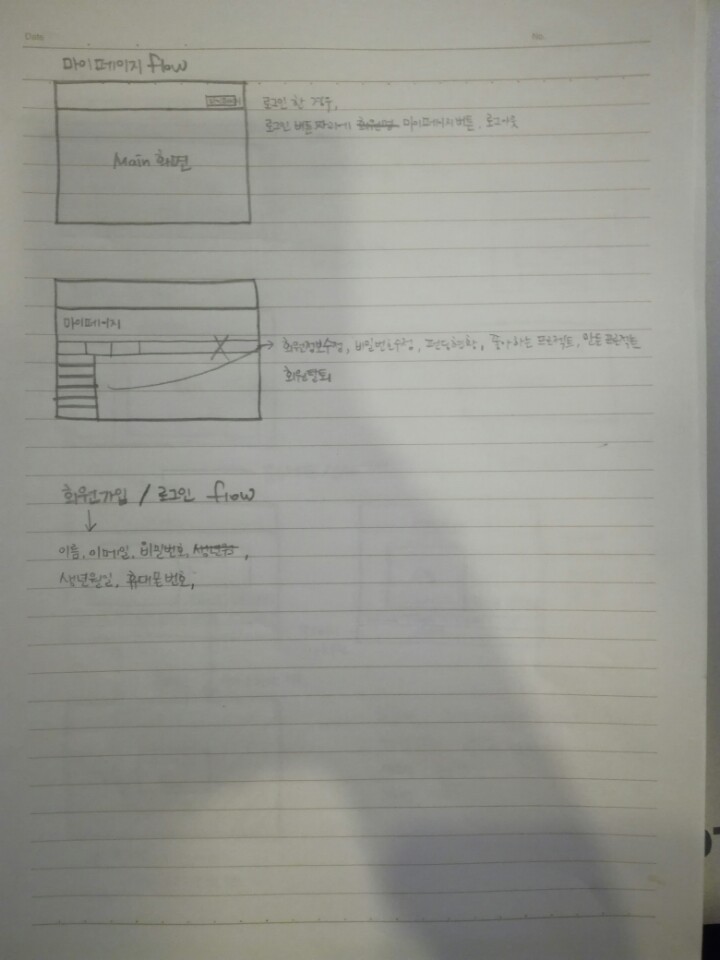 Date
No.
마이페이지 flow
로그인 한 경우,
로그인 버튼 자리에 회원정 마이페이지 버튼, 로그아웃
Main 화면
마이페이지
회원정보수정, 비밀번호수정, 펀딩현황, 좋아하는 프로젝트, 만든 프로젝트
회원탈퇴
회원가입 / 로그인 flow
이름, 이메일, 비밀번호, 생년월,
생년월일, 휴대폰번호,